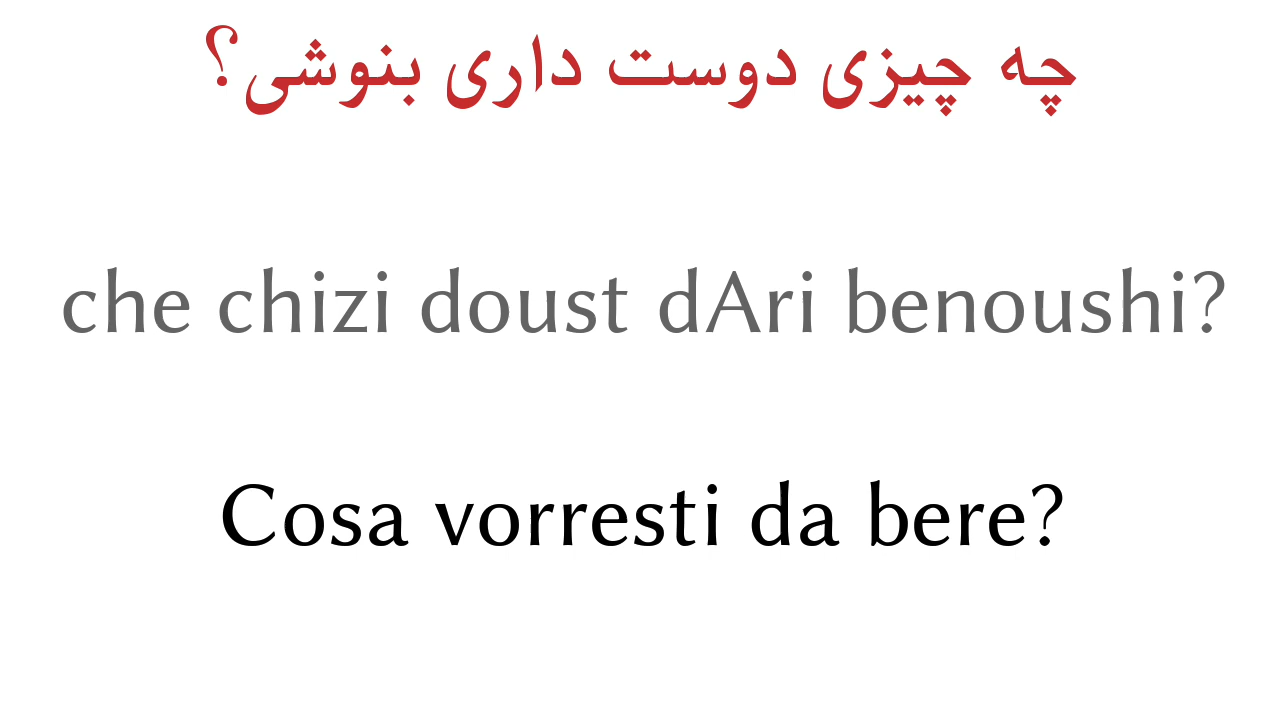 چه چیزی دوست داری بنوشی؟
che chizi doust dAri benoushi?
Cosa vorresti da bere?